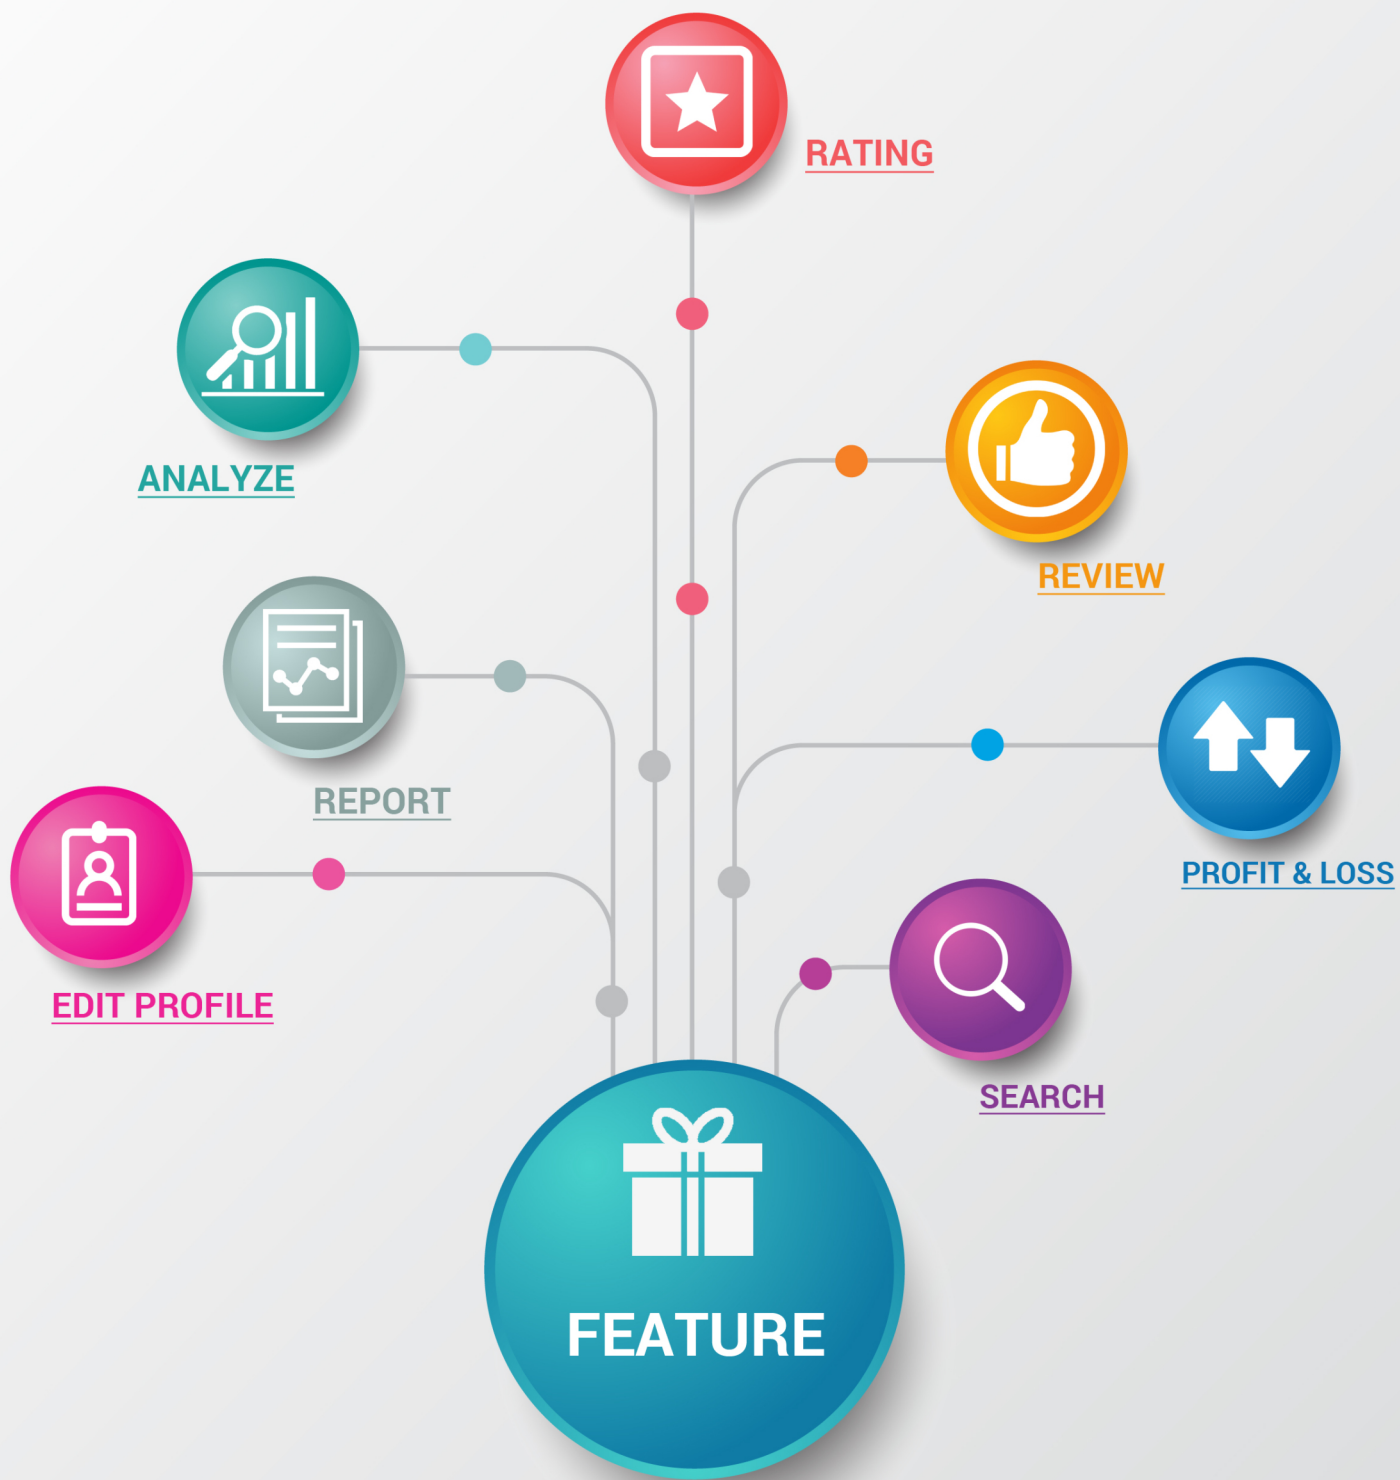 RATING
ANALYZE
REVIEW
REPORT
PROFIT & LOSS
EDIT PROFILE
SEARCH
FEATURE